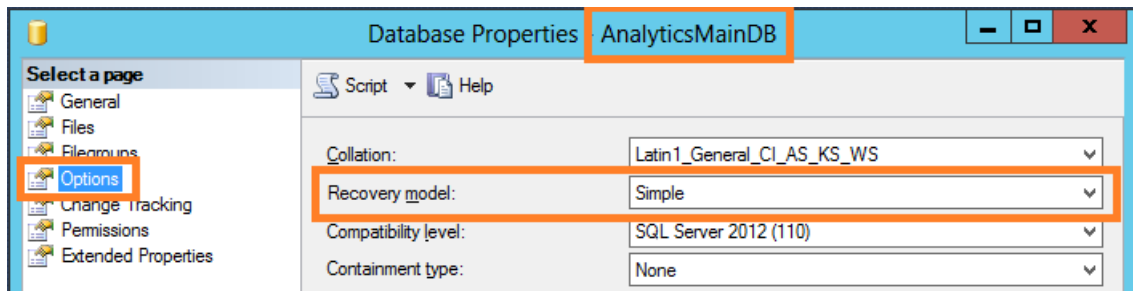 Database Properties - AnalyticsMainDB
Select a page
General
Files
Filegroups
Options
Change Tracking
Permissions
Extended Properties
Script Help
Collation: Latin1_General_CI_AS_KS_WS
Recovery model: Simple
Compatibility level: SQL Server 2012 (110)
Containment type: None